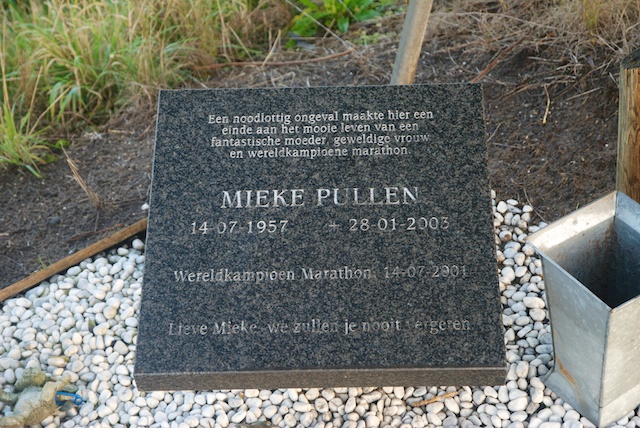 Een noodlottig ongeval maakte hier een
einde aan het mooie leven van een
fantastische moeder, geweldige vrouw
en wereldkampioene marathon.
MIEKE PULLEN
14-07-1957 + 28-01-2003
Wereldkampioen Marathon 14-07-2001
Lieve Mieke, we zullen je nooit vergeten